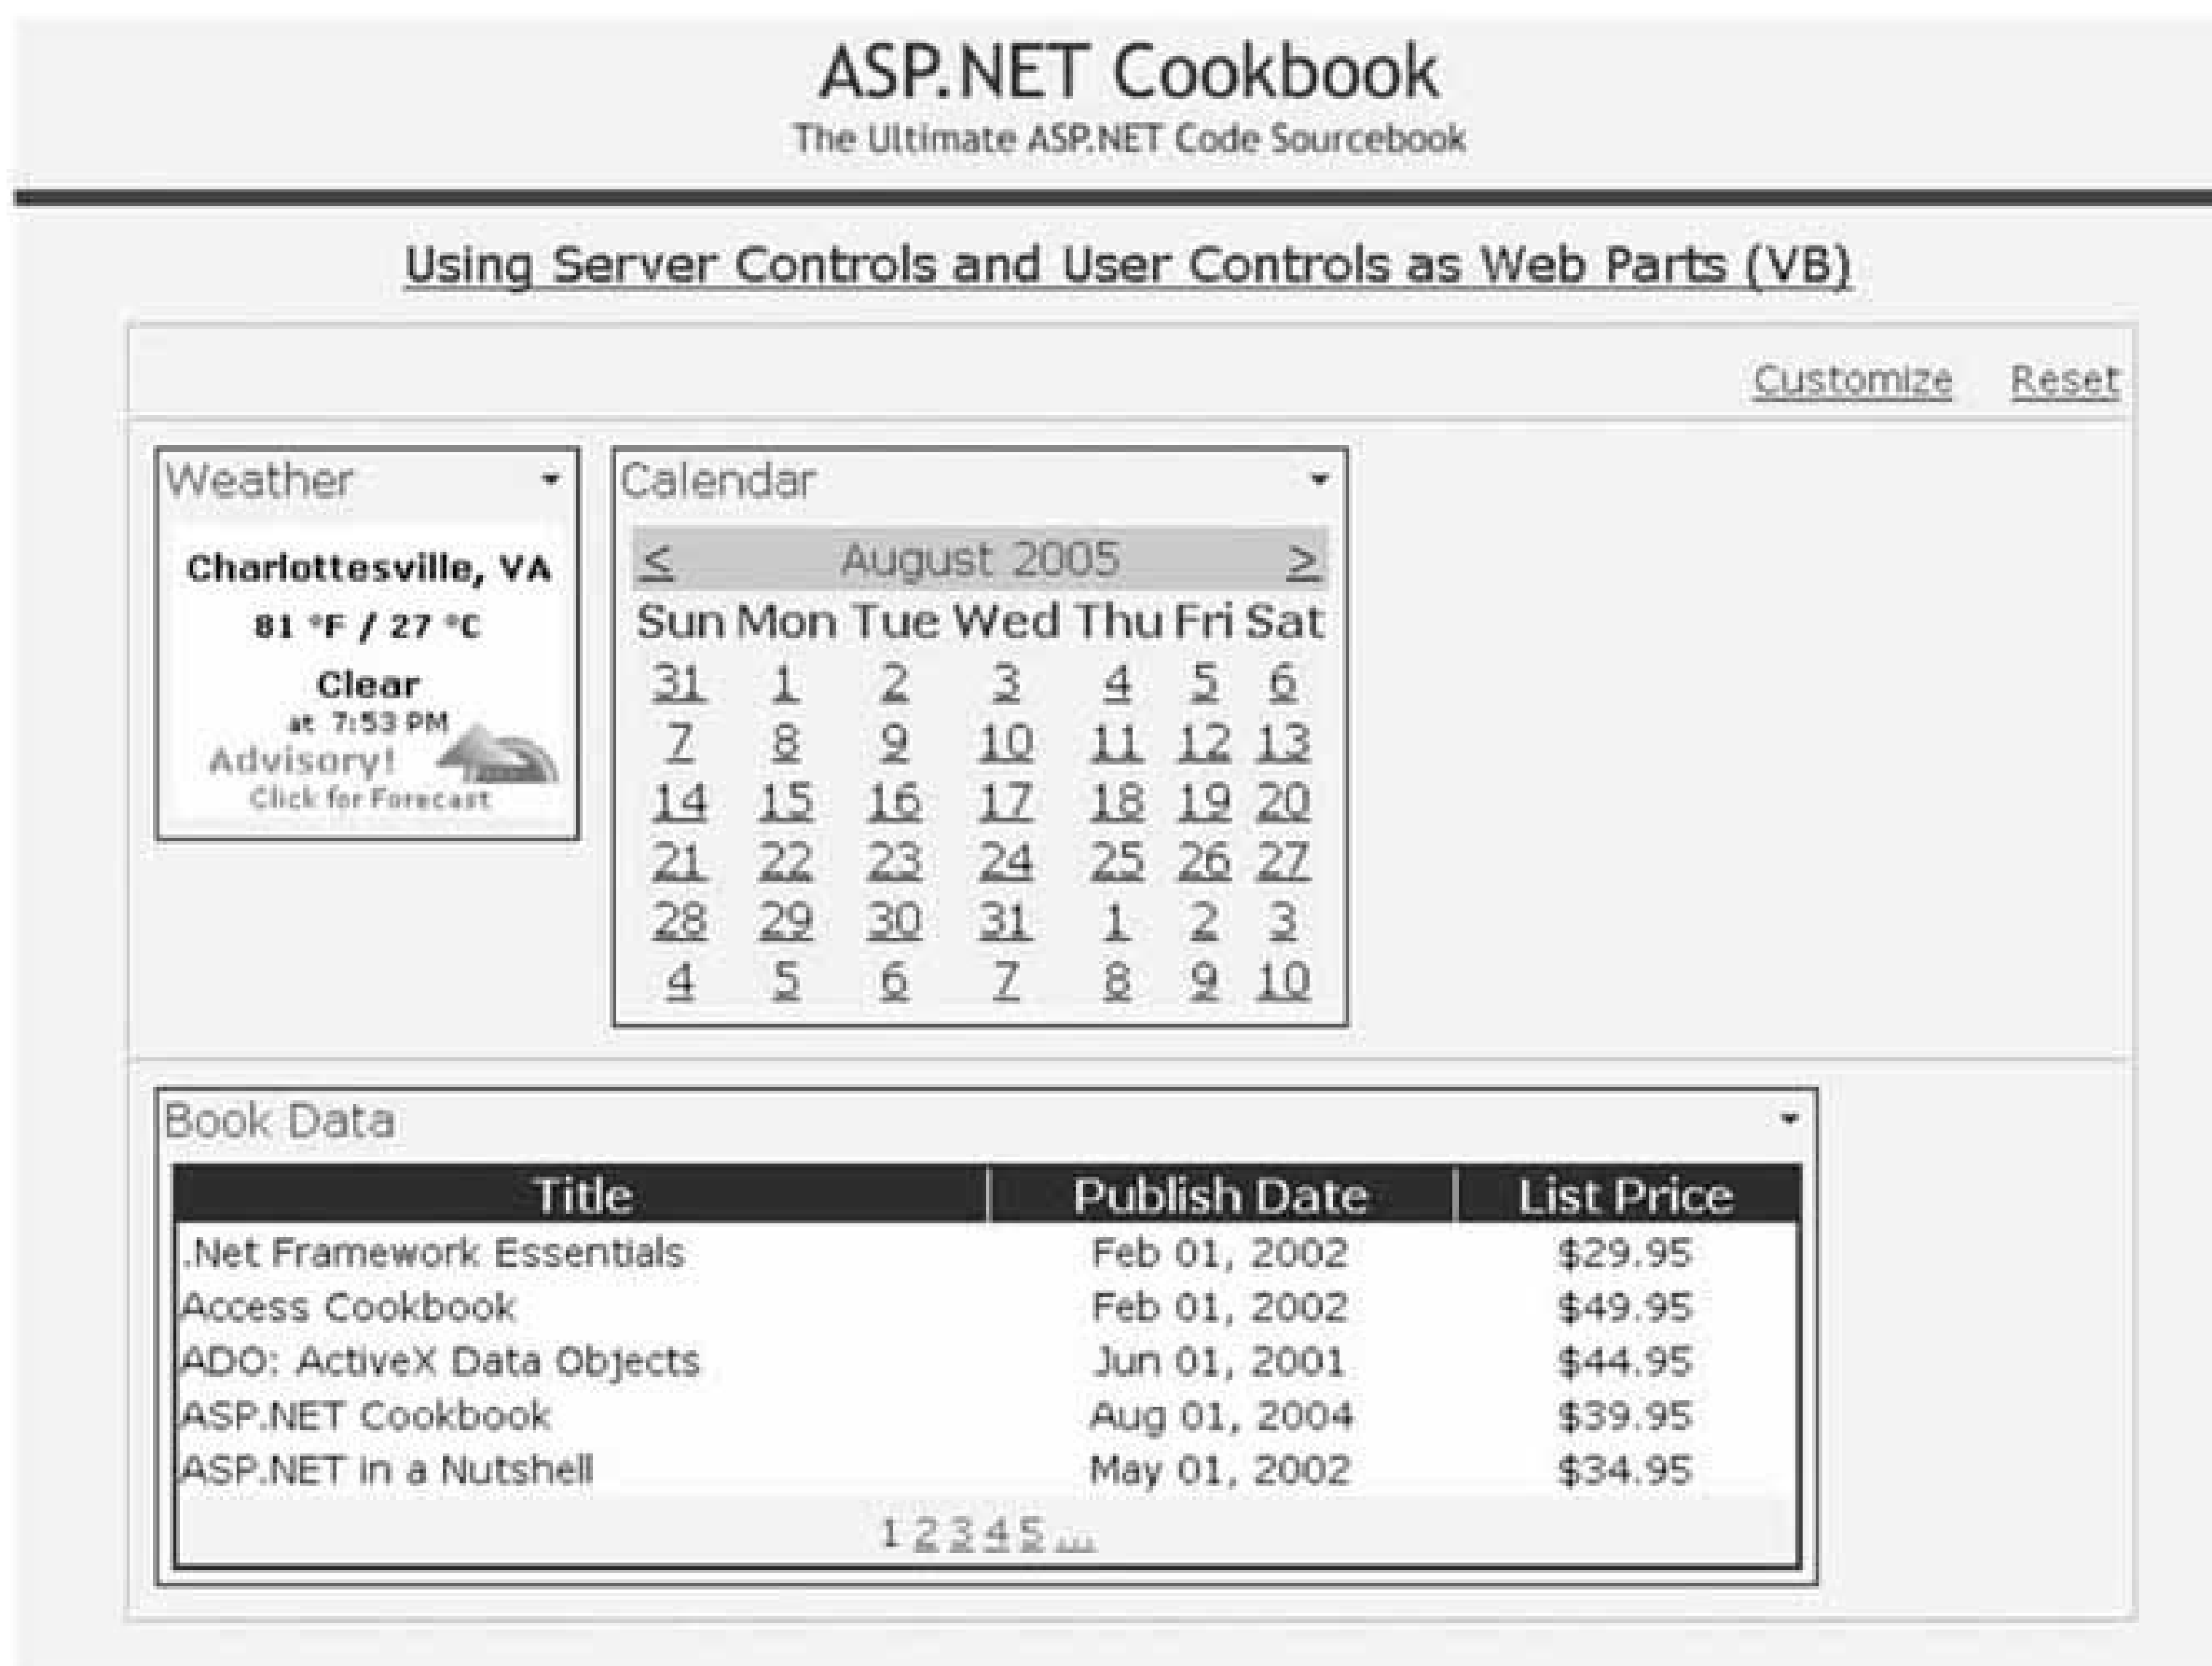 ASP.NET Cookbook
The Ultimate ASP.NET Code Sourcebook
Using Server Controls and User Controls as Web Parts (VB)
Customize Reset
Weather
Charlottesville, VA
81 °F / 27 °C
Clear
at 7:53 PM
Advisory!
Click for Forecast
Calendar
< August 2005 >
Sun Mon Tue Wed Thu Fri Sat
31 1 2 3 4 5 6
7 8 9 10 11 12 13
14 15 16 17 18 19 20
21 22 23 24 25 26 27
28 29 30 31 1 2 3
4 5 6 7 8 9 10
Book Data
Title Publish Date List Price
.Net Framework Essentials Feb 01, 2002 $29.95
Access Cookbook Feb 01, 2002 $49.95
ADO: ActiveX Data Objects Jun 01, 2001 $44.95
ASP.NET Cookbook Aug 01, 2004 $39.95
ASP.NET in a Nutshell May 01, 2002 $34.95
1 2 3 4 5 ...